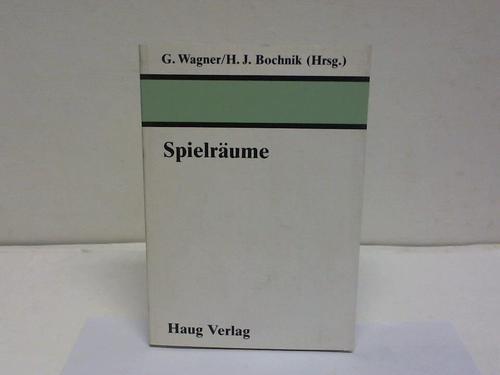 G. Wagner/H. J. Bochnik (Hrsg.)
Spielräume
Haug Verlag